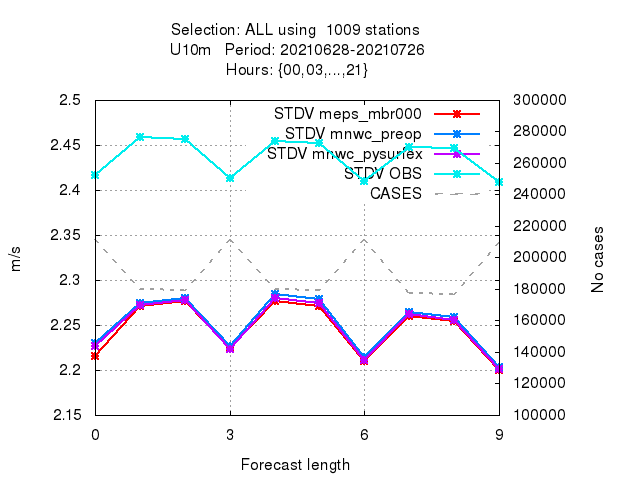 Selection: ALL using  1009 stations
U10m   Period: 20210628-20210726
Hours: {00,03,...,21}
2.5
2.45
2.4
2.35
2.3
2.25
2.2
2.15
m/s
300000
280000
260000
240000
220000
200000
180000
160000
140000
120000
100000
No cases
STDV meps_mbr000
STDV mnwc_preop
STDV mnwc_pysurfex
STDV OBS
CASES
0 3 6 9
Forecast length